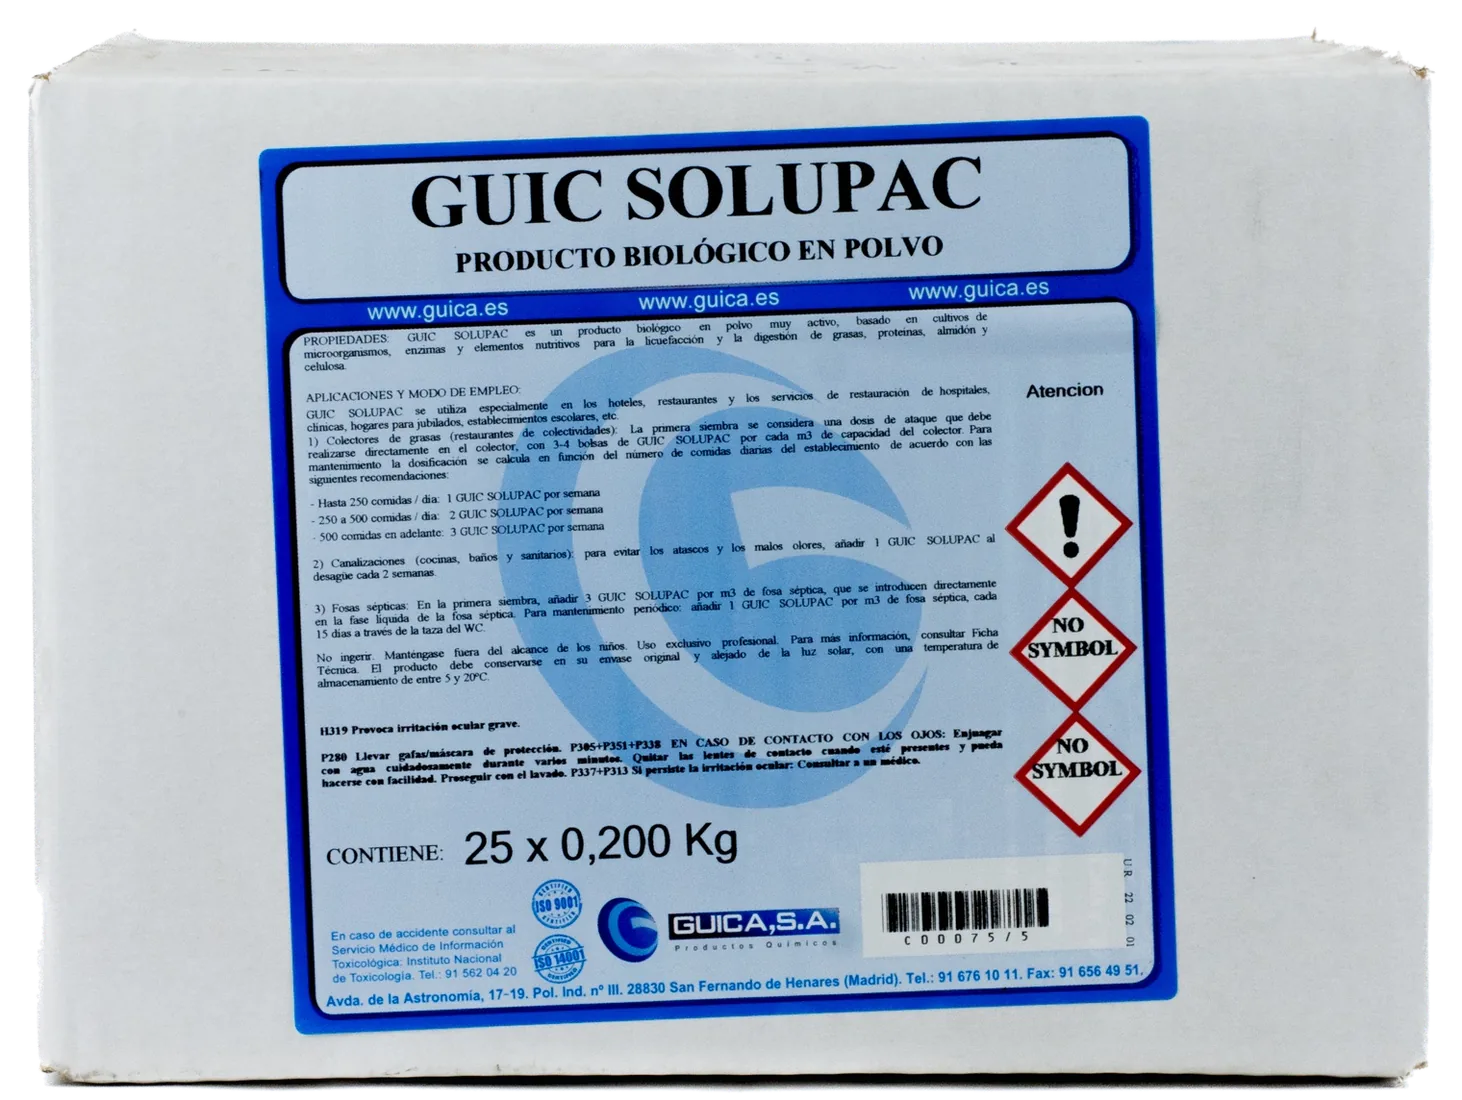 GUIC SOLUPAC
PRODUCTO BIOLÓGICO EN POLVO
www.guica.es www.guica.es www.guica.es
PROPIEDADES: GUIC SOLUPAC es un producto biológico en polvo muy activo, basado en cultivos de
microorganismos, enzimas y elementos nutritivos para la licuefacción y la digestión de grasas, proteinas, almidón y
celulosa.
APLICACIONES Y MODO DE EMPLEO:
GUIC SOLUPAC se utiliza especialmente en los hoteles, restaurantes y los servicios de restauración de hospitales,
clínicas, hogares para jubilados, establecimientos escolares, etc.
1) Colectores de grasas (restaurantes de colectividades): La primera siembra se considera una dosis de ataque que debe
realizarse directamente en el colector, con 3-4 bolsas de GUIC SOLUPAC por cada m3 de capacidad del colector. Para
mantenimiento la dosificación se calcula en función del número de comidas diarias del establecimiento de acuerdo con las
siguientes recomendaciones:
- Hasta 250 comidas / día: 1 GUIC SOLUPAC por semana
- 250 a 500 comidas / día: 2 GUIC SOLUPAC por semana
- 500 comidas en adelante: 3 GUIC SOLUPAC por semana
2) Canalizaciones (cocinas, baños y sanitarios): para evitar los atascos y los malos olores, añadir 1 GUIC SOLUPAC al
desagüe cada 2 semanas.
3) Fosas sépticas: En la primera siembra, añadir 3 GUIC SOLUPAC por m3 de fosa séptica, que se introducen directamente
en la fase líquida de la fosa séptica. Para mantenimiento periódico: añadir 1 GUIC SOLUPAC por m3 de fosa séptica, cada
15 días a través de la taza del WC.
No ingerir. Manténgase fuera del alcance de los niños. Uso exclusivo profesional. Para más información, consultar Ficha
Técnica. El producto debe conservarse en su envase original y alejado de la luz solar, con una temperatura de
almacenamiento de entre 5 y 20ºC.
H319 Provoca irritación ocular grave.
P280 Llevar gafas/máscara de protección. P305+P351+P338 EN CASO DE CONTACTO CON LOS OJOS: Enjuagar
con agua cuidadosamente durante varios minutos. Quitar las lentes de contacto cuando esté presentes y pueda
hacerse con facilidad. Proseguir con el lavado. P337+P313 Si persiste la irritación ocular: Consultar a un médico.
Atencion
NO
SYMBOL
NO
SYMBOL
CONTIENE: 25 x 0,200 Kg
En caso de accidente consultar al
Servicio Médico de Información
Toxicológica: Instituto Nacional
de Toxicología. Tel.: 91 562 04 20
CERTIFIED
ISO 9001
CERTIFIED
CERTIFIED
ISO 14001
CERTIFIED
GUICA,S.A.
Productos Químicos
C00075/5
UR 22 02 01
Avda. de la Astronomía, 17-19. Pol. Ind. nº III. 28830 San Fernando de Henares (Madrid). Tel.: 91 676 10 11. Fax: 91 656 49 51.